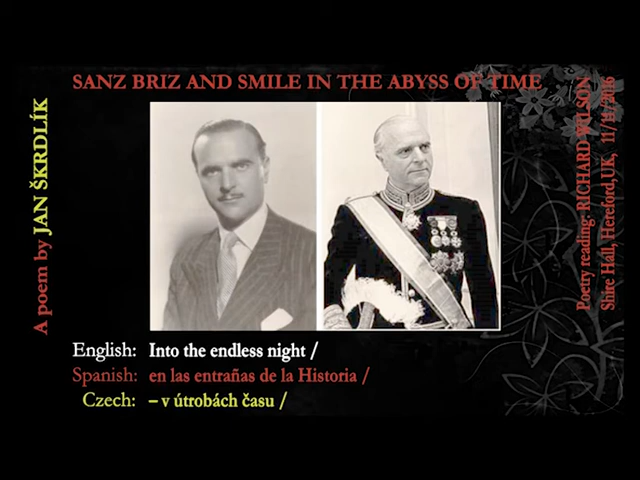 SANZ BRIZ AND SMILE IN THE ABYSS OF TIME
A poem by JAN ŠKRDLÍK
Poetry reading: RICHARD WILSON
Shire Hall, Hereford,UK, 11/11/2016
English: Into the endless night /
Spanish: en las entrañas de la Historia /
Czech: – v útrobách času /